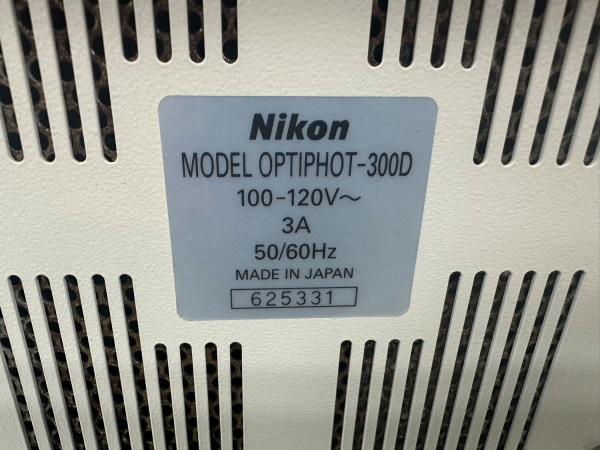 Nikon
MODEL OPTIPHOT-300D
100-120V～
3A
50/60Hz
MADE IN JAPAN
625331